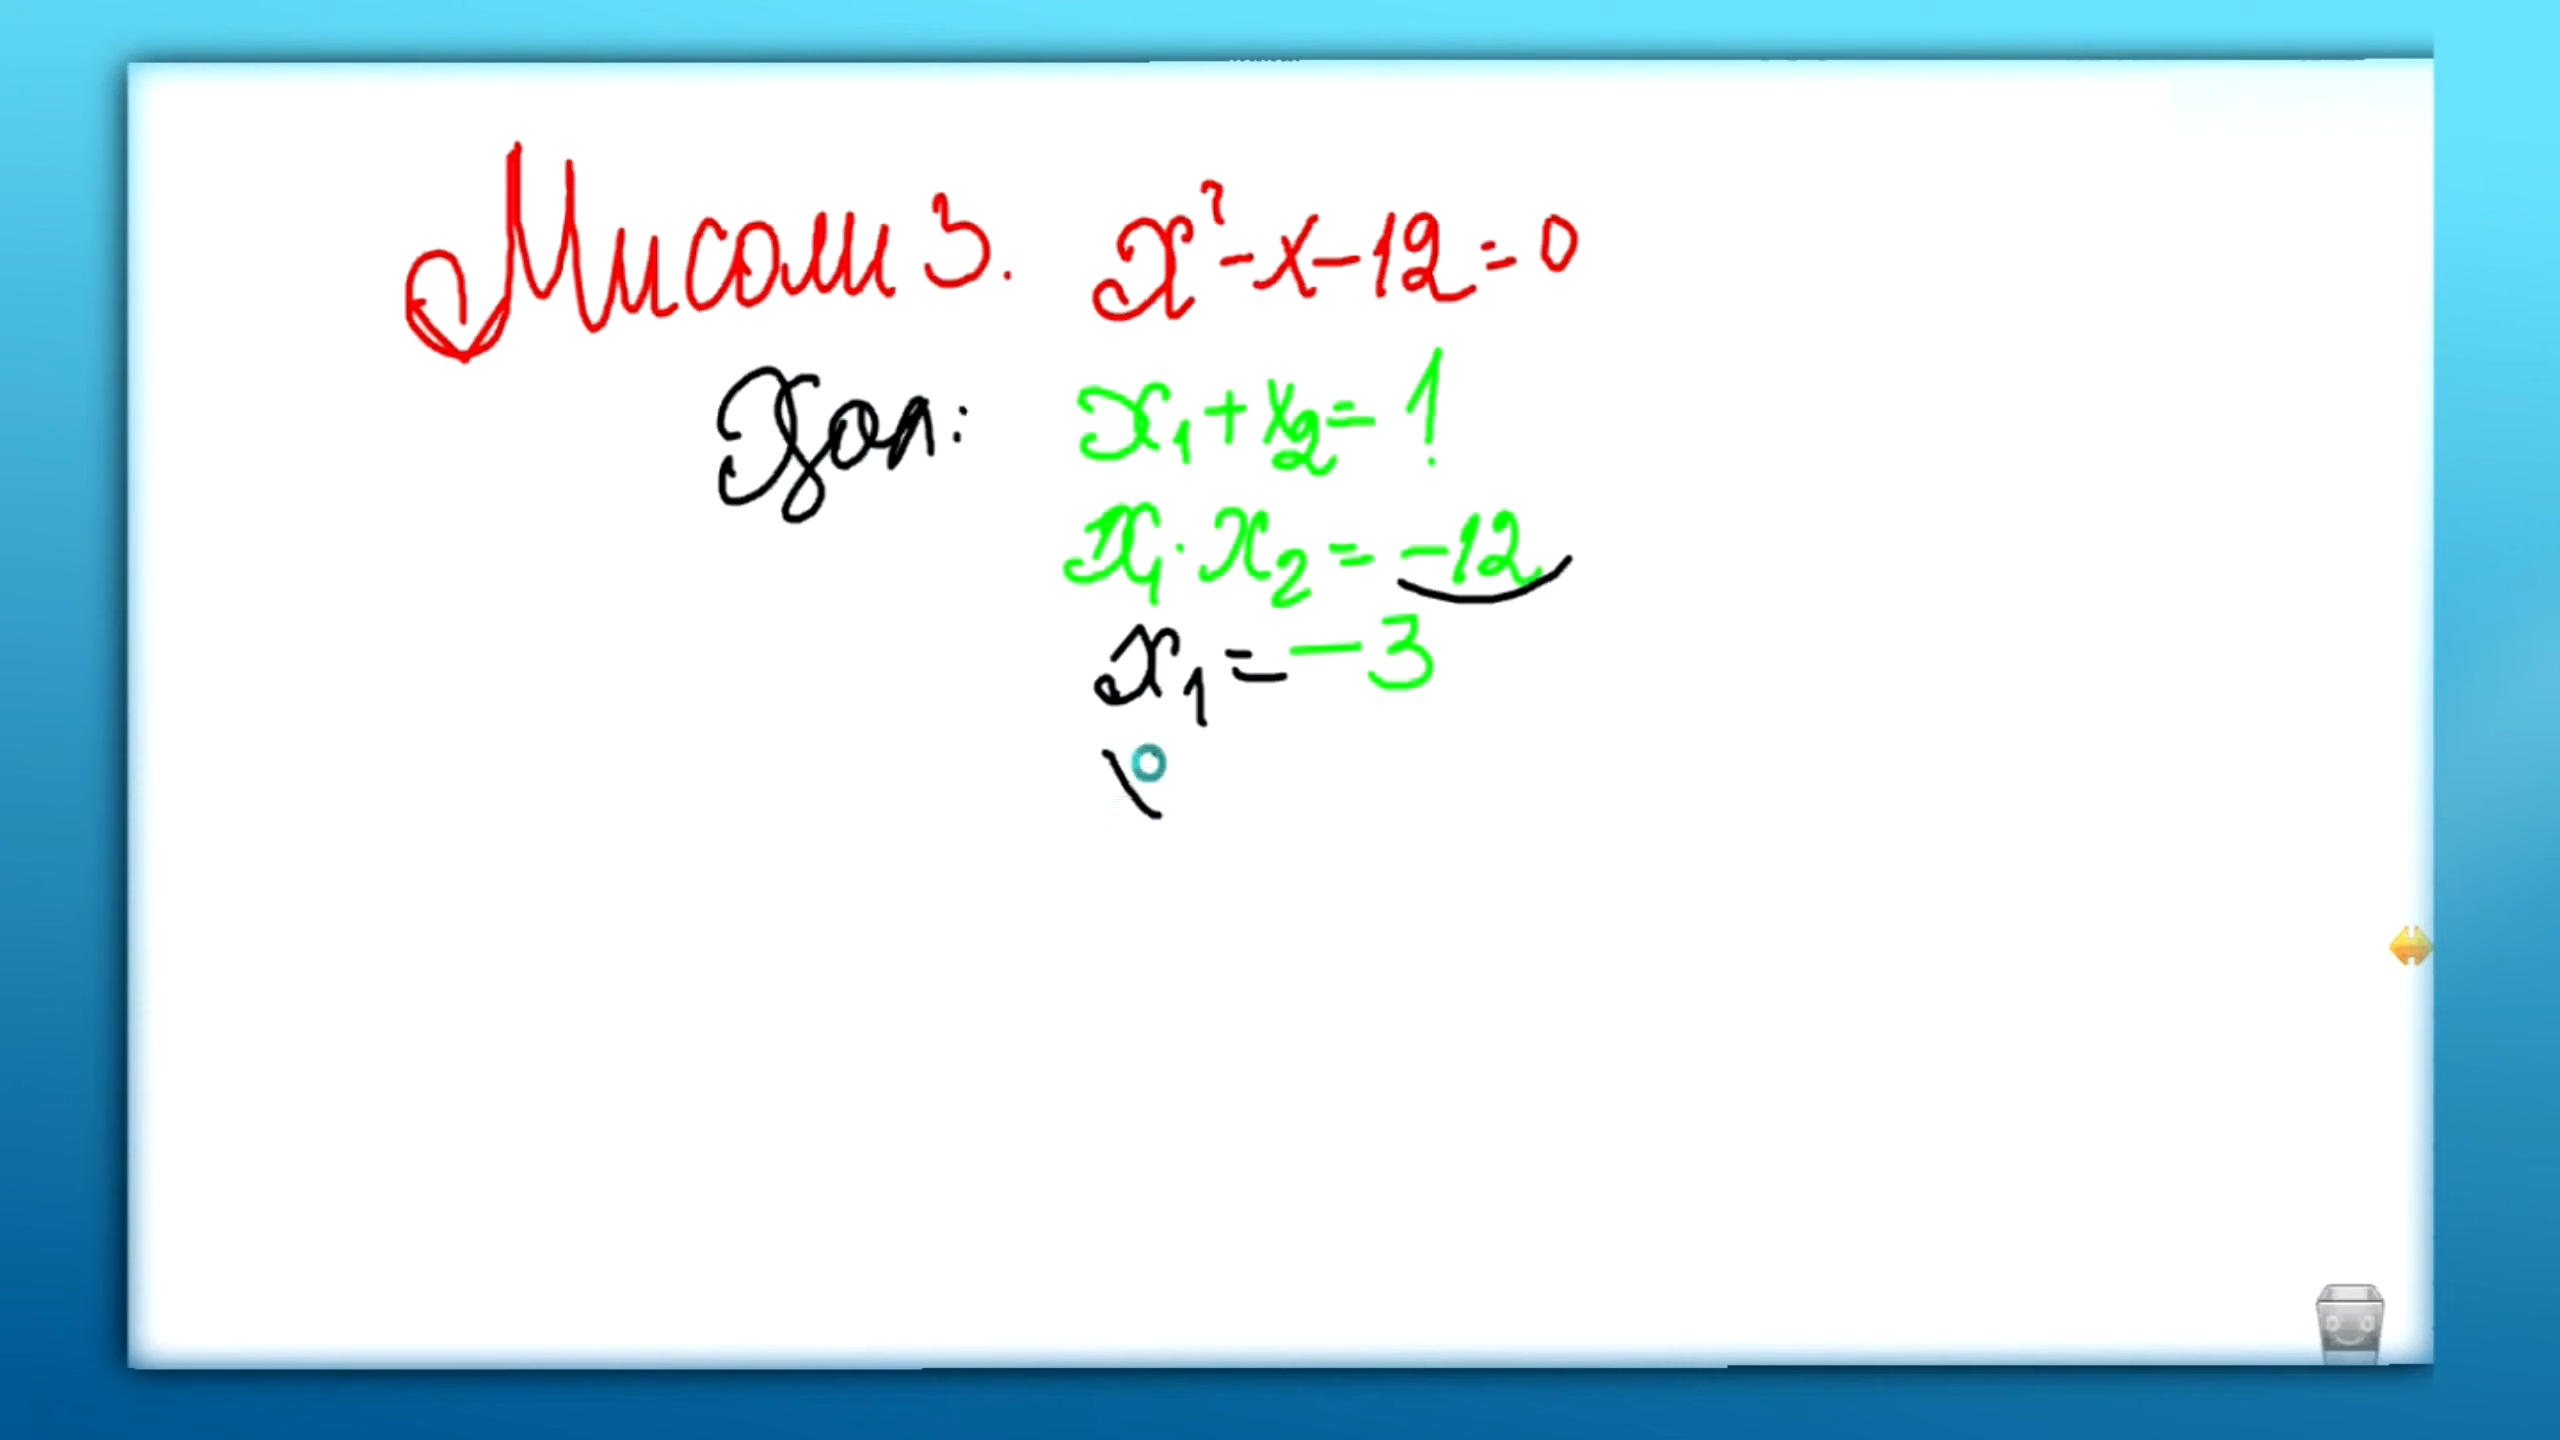 Мисоли 3. x² - x - 12 = 0
Ҳал:
x₁ + x₂ = 1
x₁ · x₂ = -12
x₁ = -3